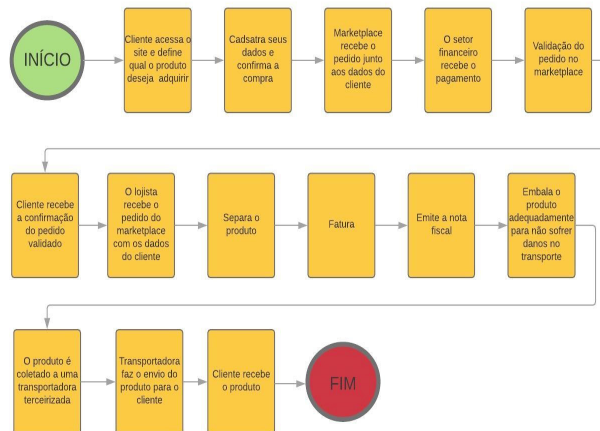 INÍCIO
Cliente acessa o
site e define
qual o produto
deseja adquirir
Cadsatra seus
dados e
confirma a
compra
Marketplace
recebe o
pedido junto
aos dados do
cliente
O setor
financeiro
recebe o
pagamento
Validação do
pedido no
marketplace
Cliente recebe
a confirmação
do pedido
validado
O lojista
recebe o
pedido do
marketplace
com os dados
do cliente
Separa o
produto
Fatura
Emite a nota
fiscal
Embala o
produto
adequadamente
para não sofrer
danos no
transporte
O produto é
coletado a uma
transportadora
terceirizada
Transportadora
faz o envio do
produto para o
cliente
Cliente recebe
o produto
FIM